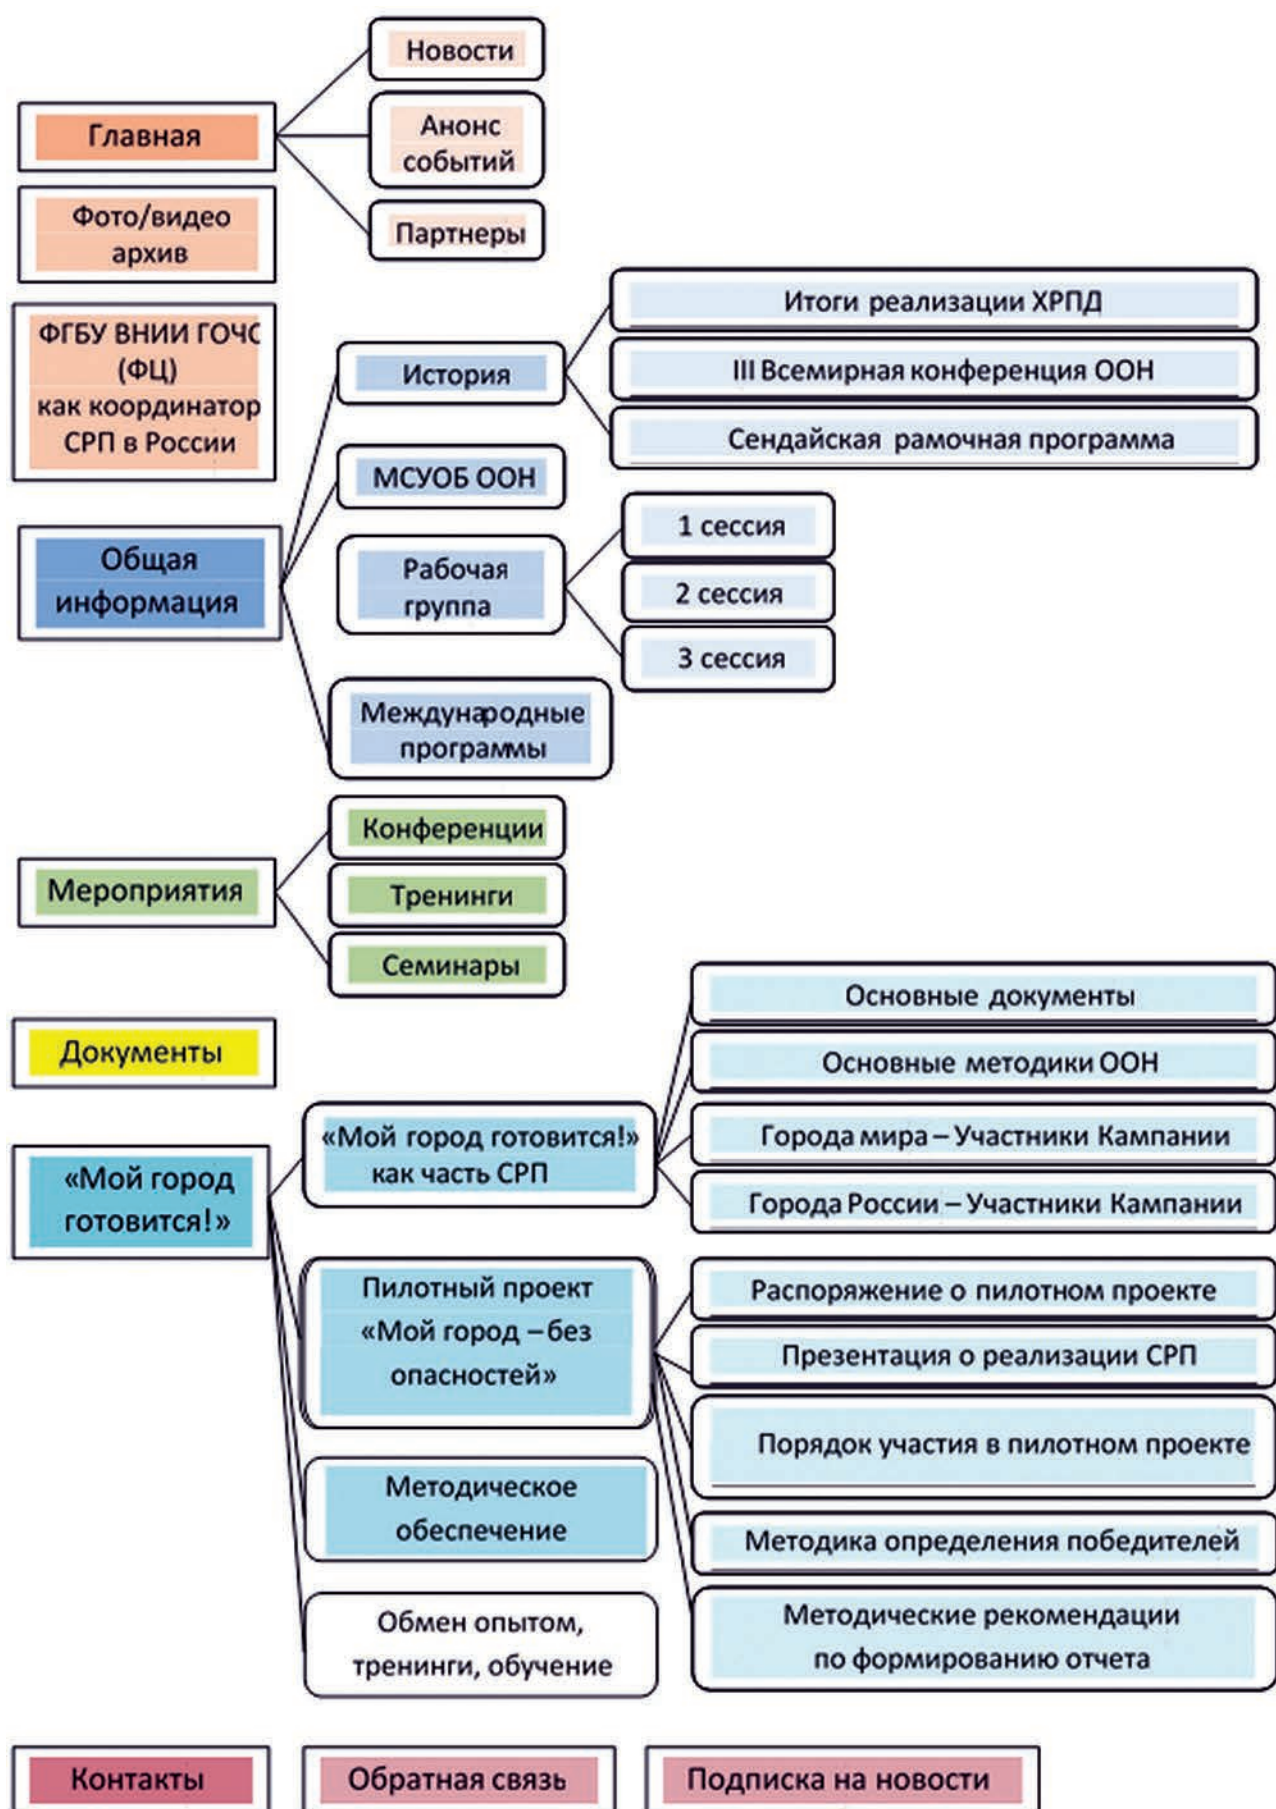 Новости
Главная
Анонс
событий
Партнеры
Фото/видео
архив
ФГБУ ВНИИ ГОЧС
(ФЦ)
как координатор
СРП в России
Общая
информация
История
Итоги реализации ХРПД
III Всемирная конференция ООН
Сендайская рамочная программа
МСУОБ ООН
Рабочая
группа
1 сессия
2 сессия
3 сессия
Международные
программы
Мероприятия
Конференции
Тренинги
Семинары
Документы
«Мой город
готовится!»
«Мой город готовится!»
как часть СРП
Основные документы
Основные методики ООН
Города мира – Участники Кампании
Города России – Участники Кампании
Пилотный проект
«Мой город – без
опасностей»
Распоряжение о пилотном проекте
Презентация о реализации СРП
Порядок участия в пилотном проекте
Методика определения победителей
Методические рекомендации
по формированию отчета
Методическое
обеспечение
Обмен опытом,
тренинги, обучение
Контакты
Обратная связь
Подписка на новости